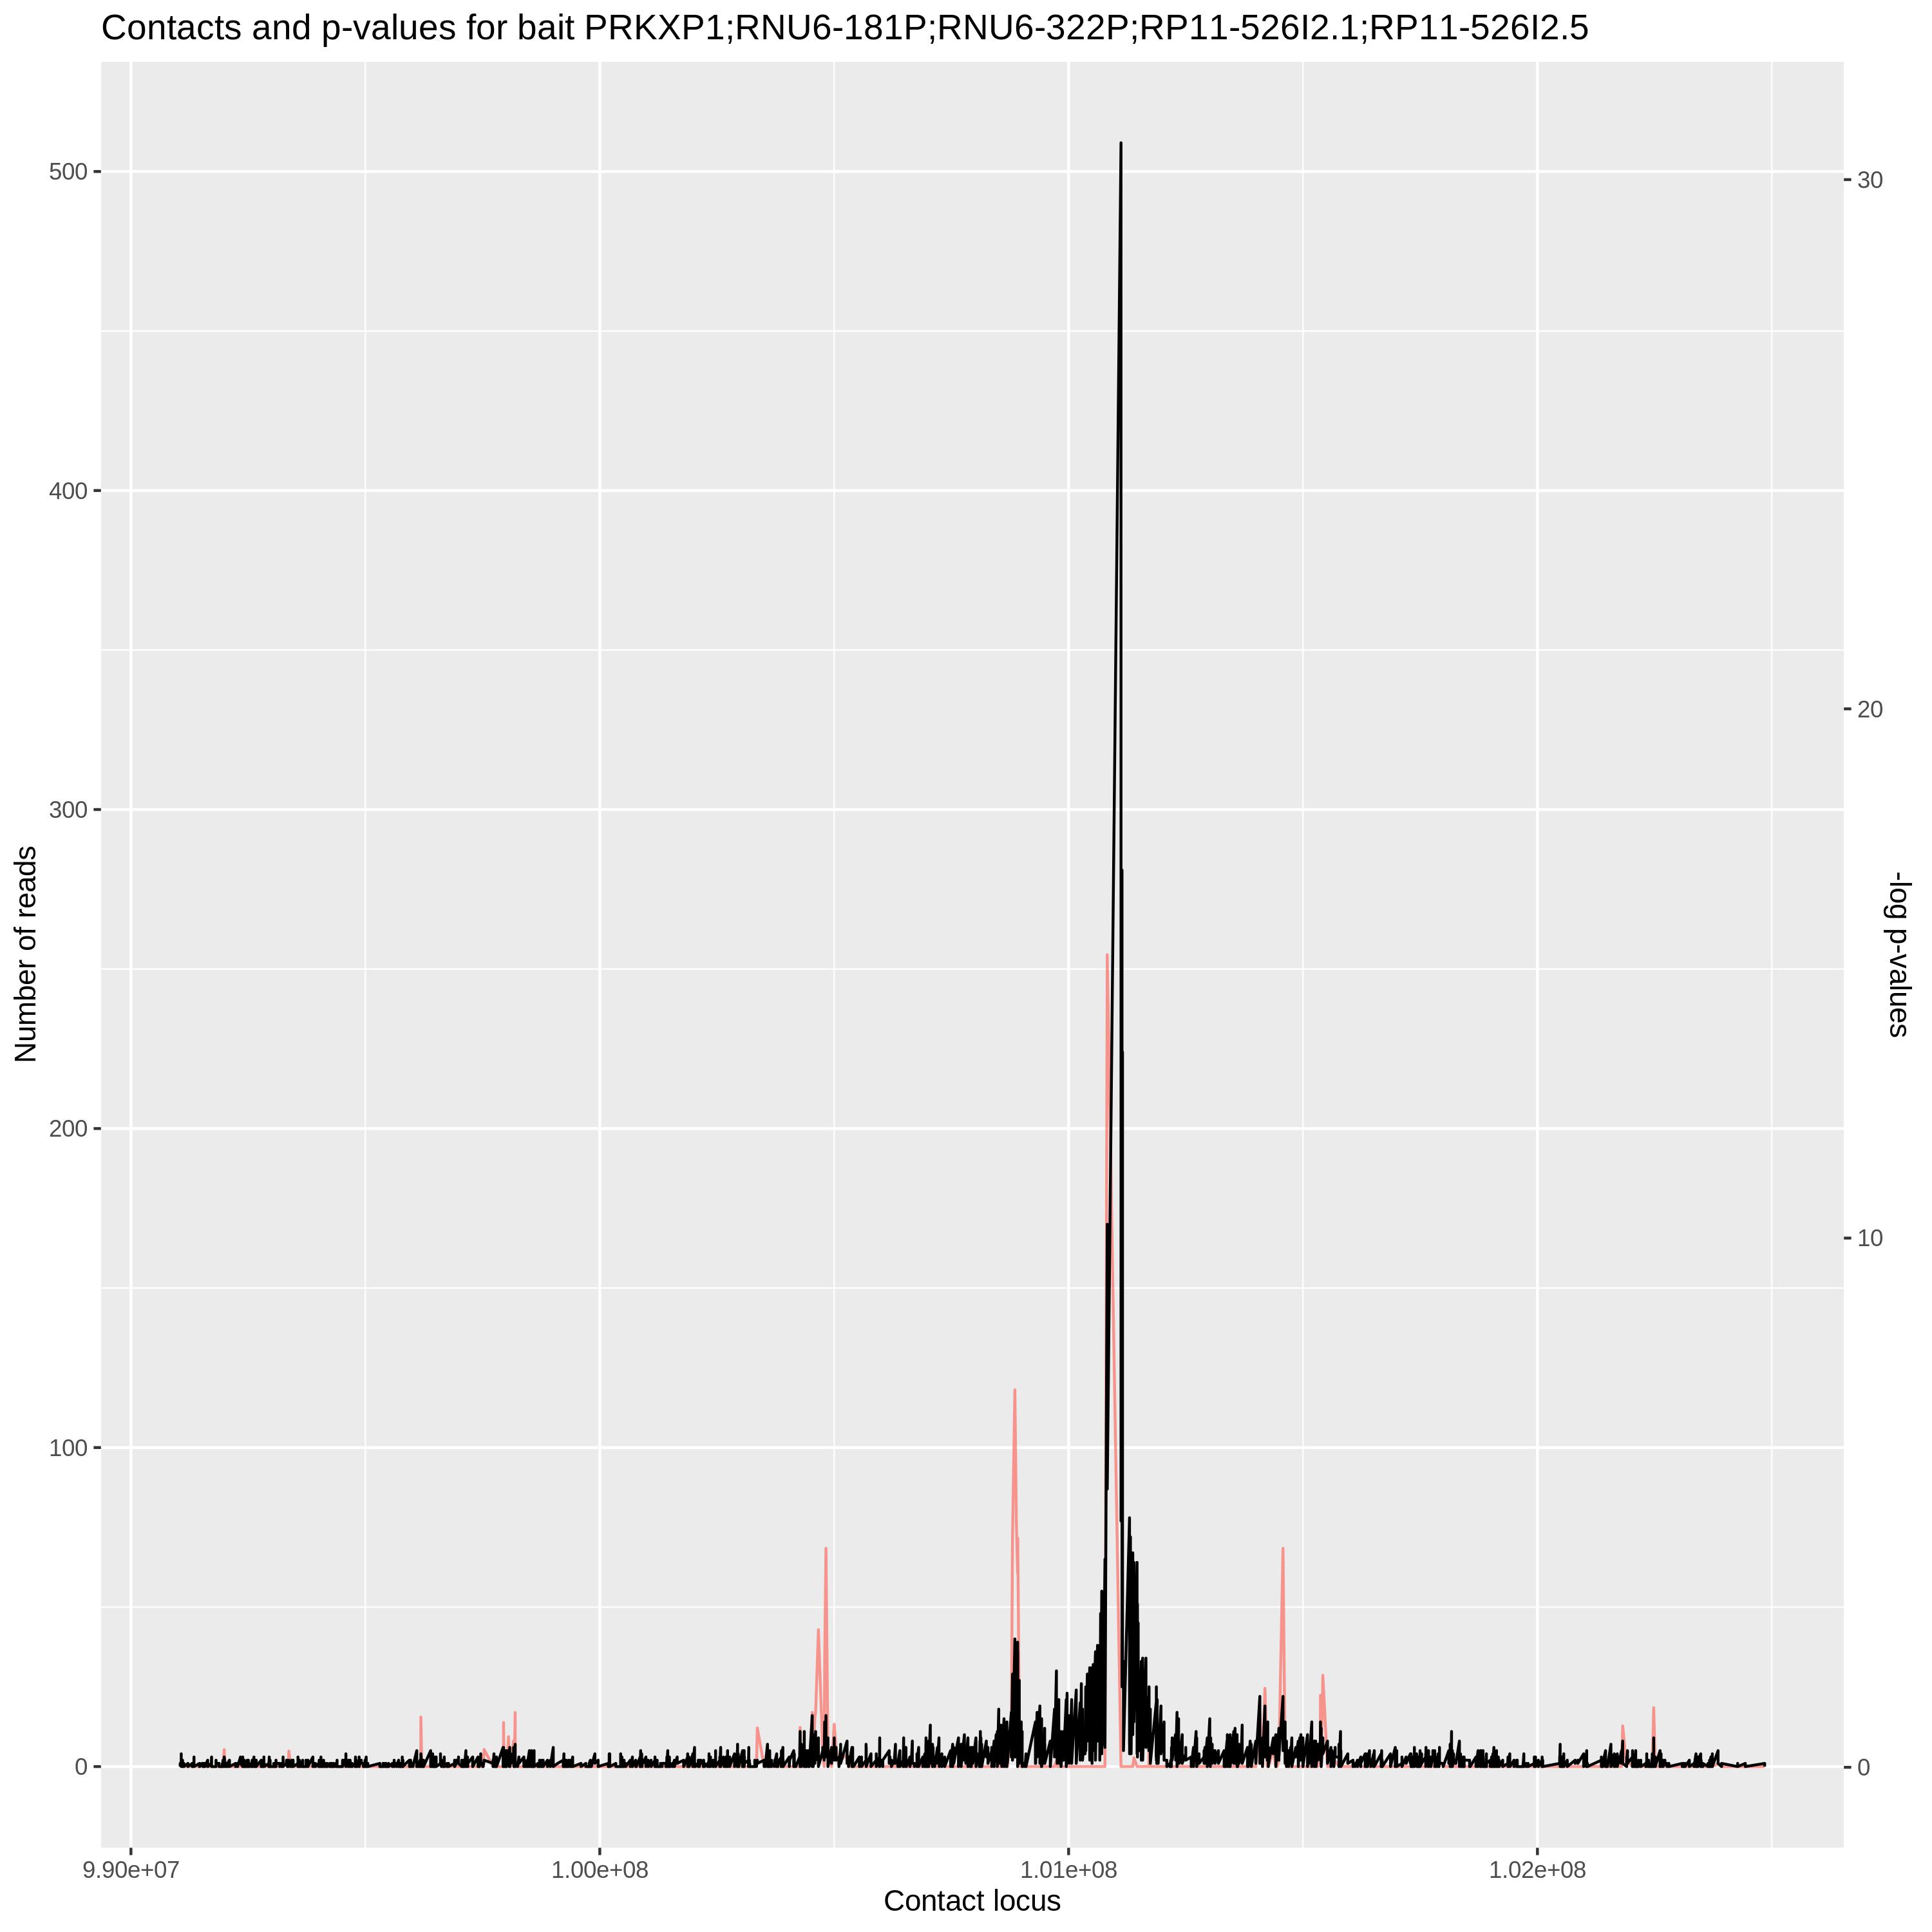 Contacts and p-values for bait PRKXP1;RNU6-181P;RNU6-322P;RP11-526I2.1;RP11-526I2.5
500
400
300
200
100
0
Number of reads
30
20
10
0
-log p-values
9.90e+07
1.00e+08
1.01e+08
1.02e+08
Contact locus